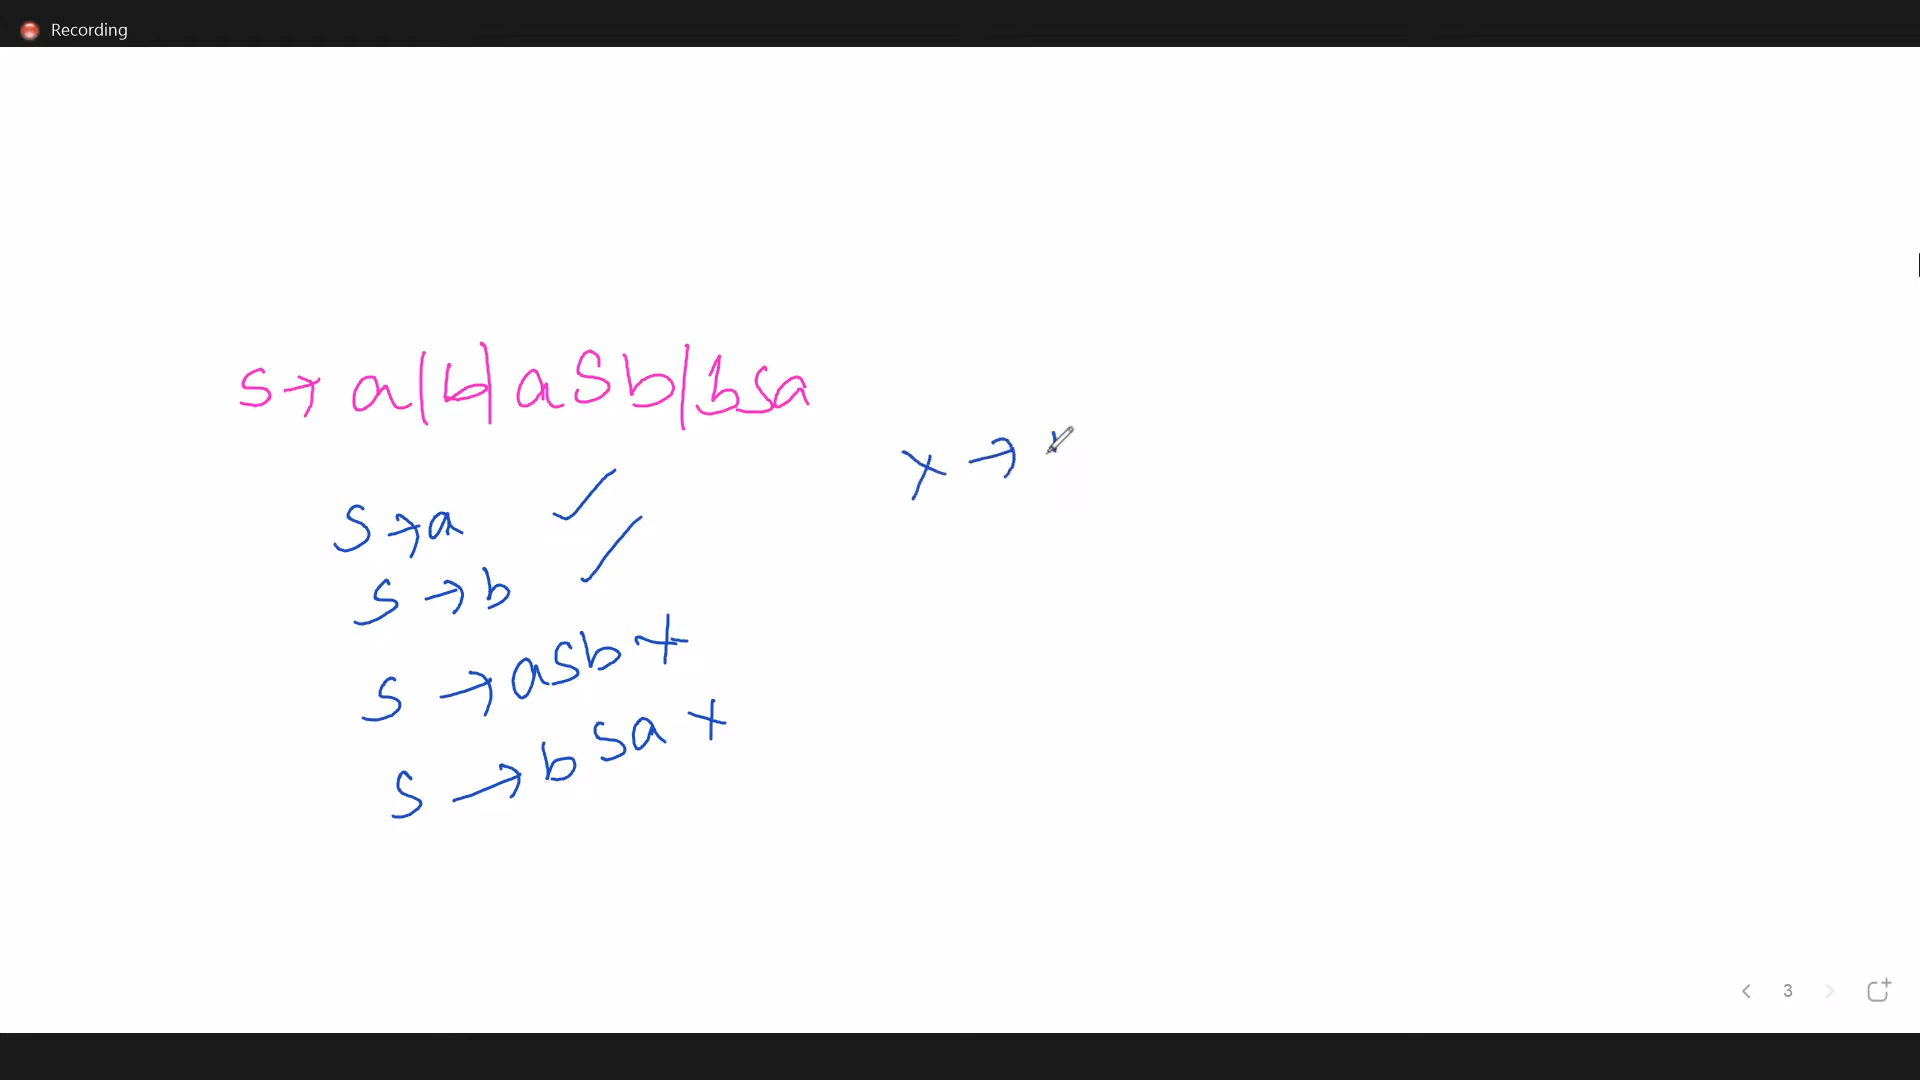 Recording
S → a | b | aSb | bSa
X →
S → a ✓
S → b ✓
S → aSb ×
S → bSa ×
3